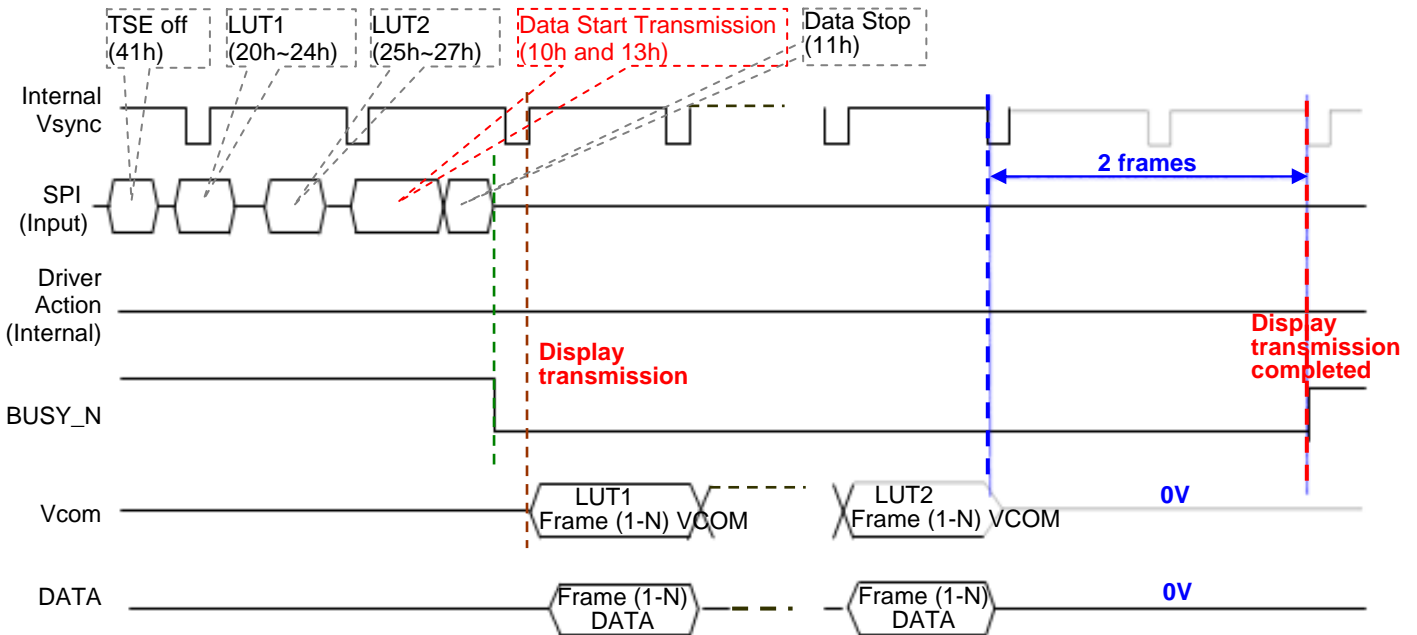 TSE off
(41h)
LUT1
(20h~24h)
LUT2
(25h~27h)
Data Start Transmission
(10h and 13h)
Data Stop
(11h)
Internal
Vsync
2 frames
SPI
(Input)
Driver
Action
(Internal)
Display
transmission
Display
transmission
completed
BUSY_N
Vcom
LUT1
Frame (1-N) VCOM
LUT2
Frame (1-N) VCOM
0V
DATA
Frame (1-N)
DATA
Frame (1-N)
DATA
0V